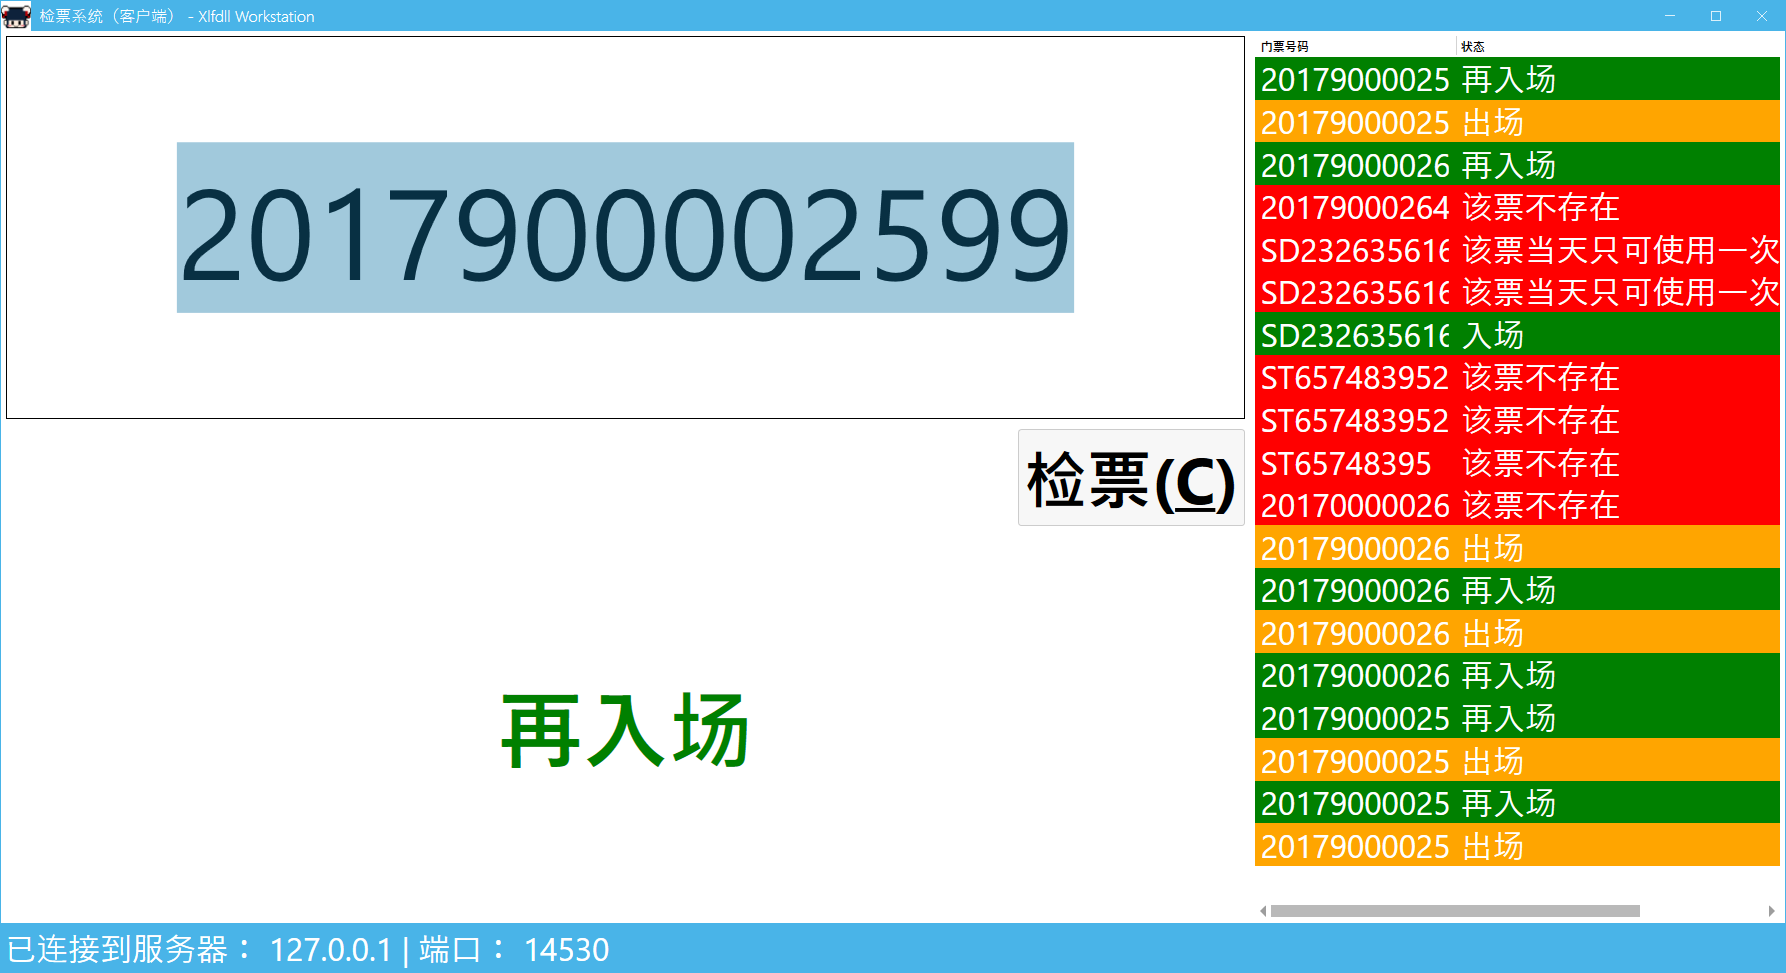 检票系统（客户端） - Xlfdll Workstation
2017900002599
检票(C)
再入场
门票号码 状态
20179000025 再入场
20179000025 出场
20179000026 再入场
20179000264 该票不存在
SD232635616 该票当天只可使用一次
SD232635616 该票当天只可使用一次
SD232635616 入场
ST657483952 该票不存在
ST657483952 该票不存在
ST65748395 该票不存在
20170000026 该票不存在
20179000026 出场
20179000026 再入场
20179000026 出场
20179000026 再入场
20179000025 再入场
20179000025 出场
20179000025 再入场
20179000025 出场
已连接到服务器： 127.0.0.1 | 端口： 14530